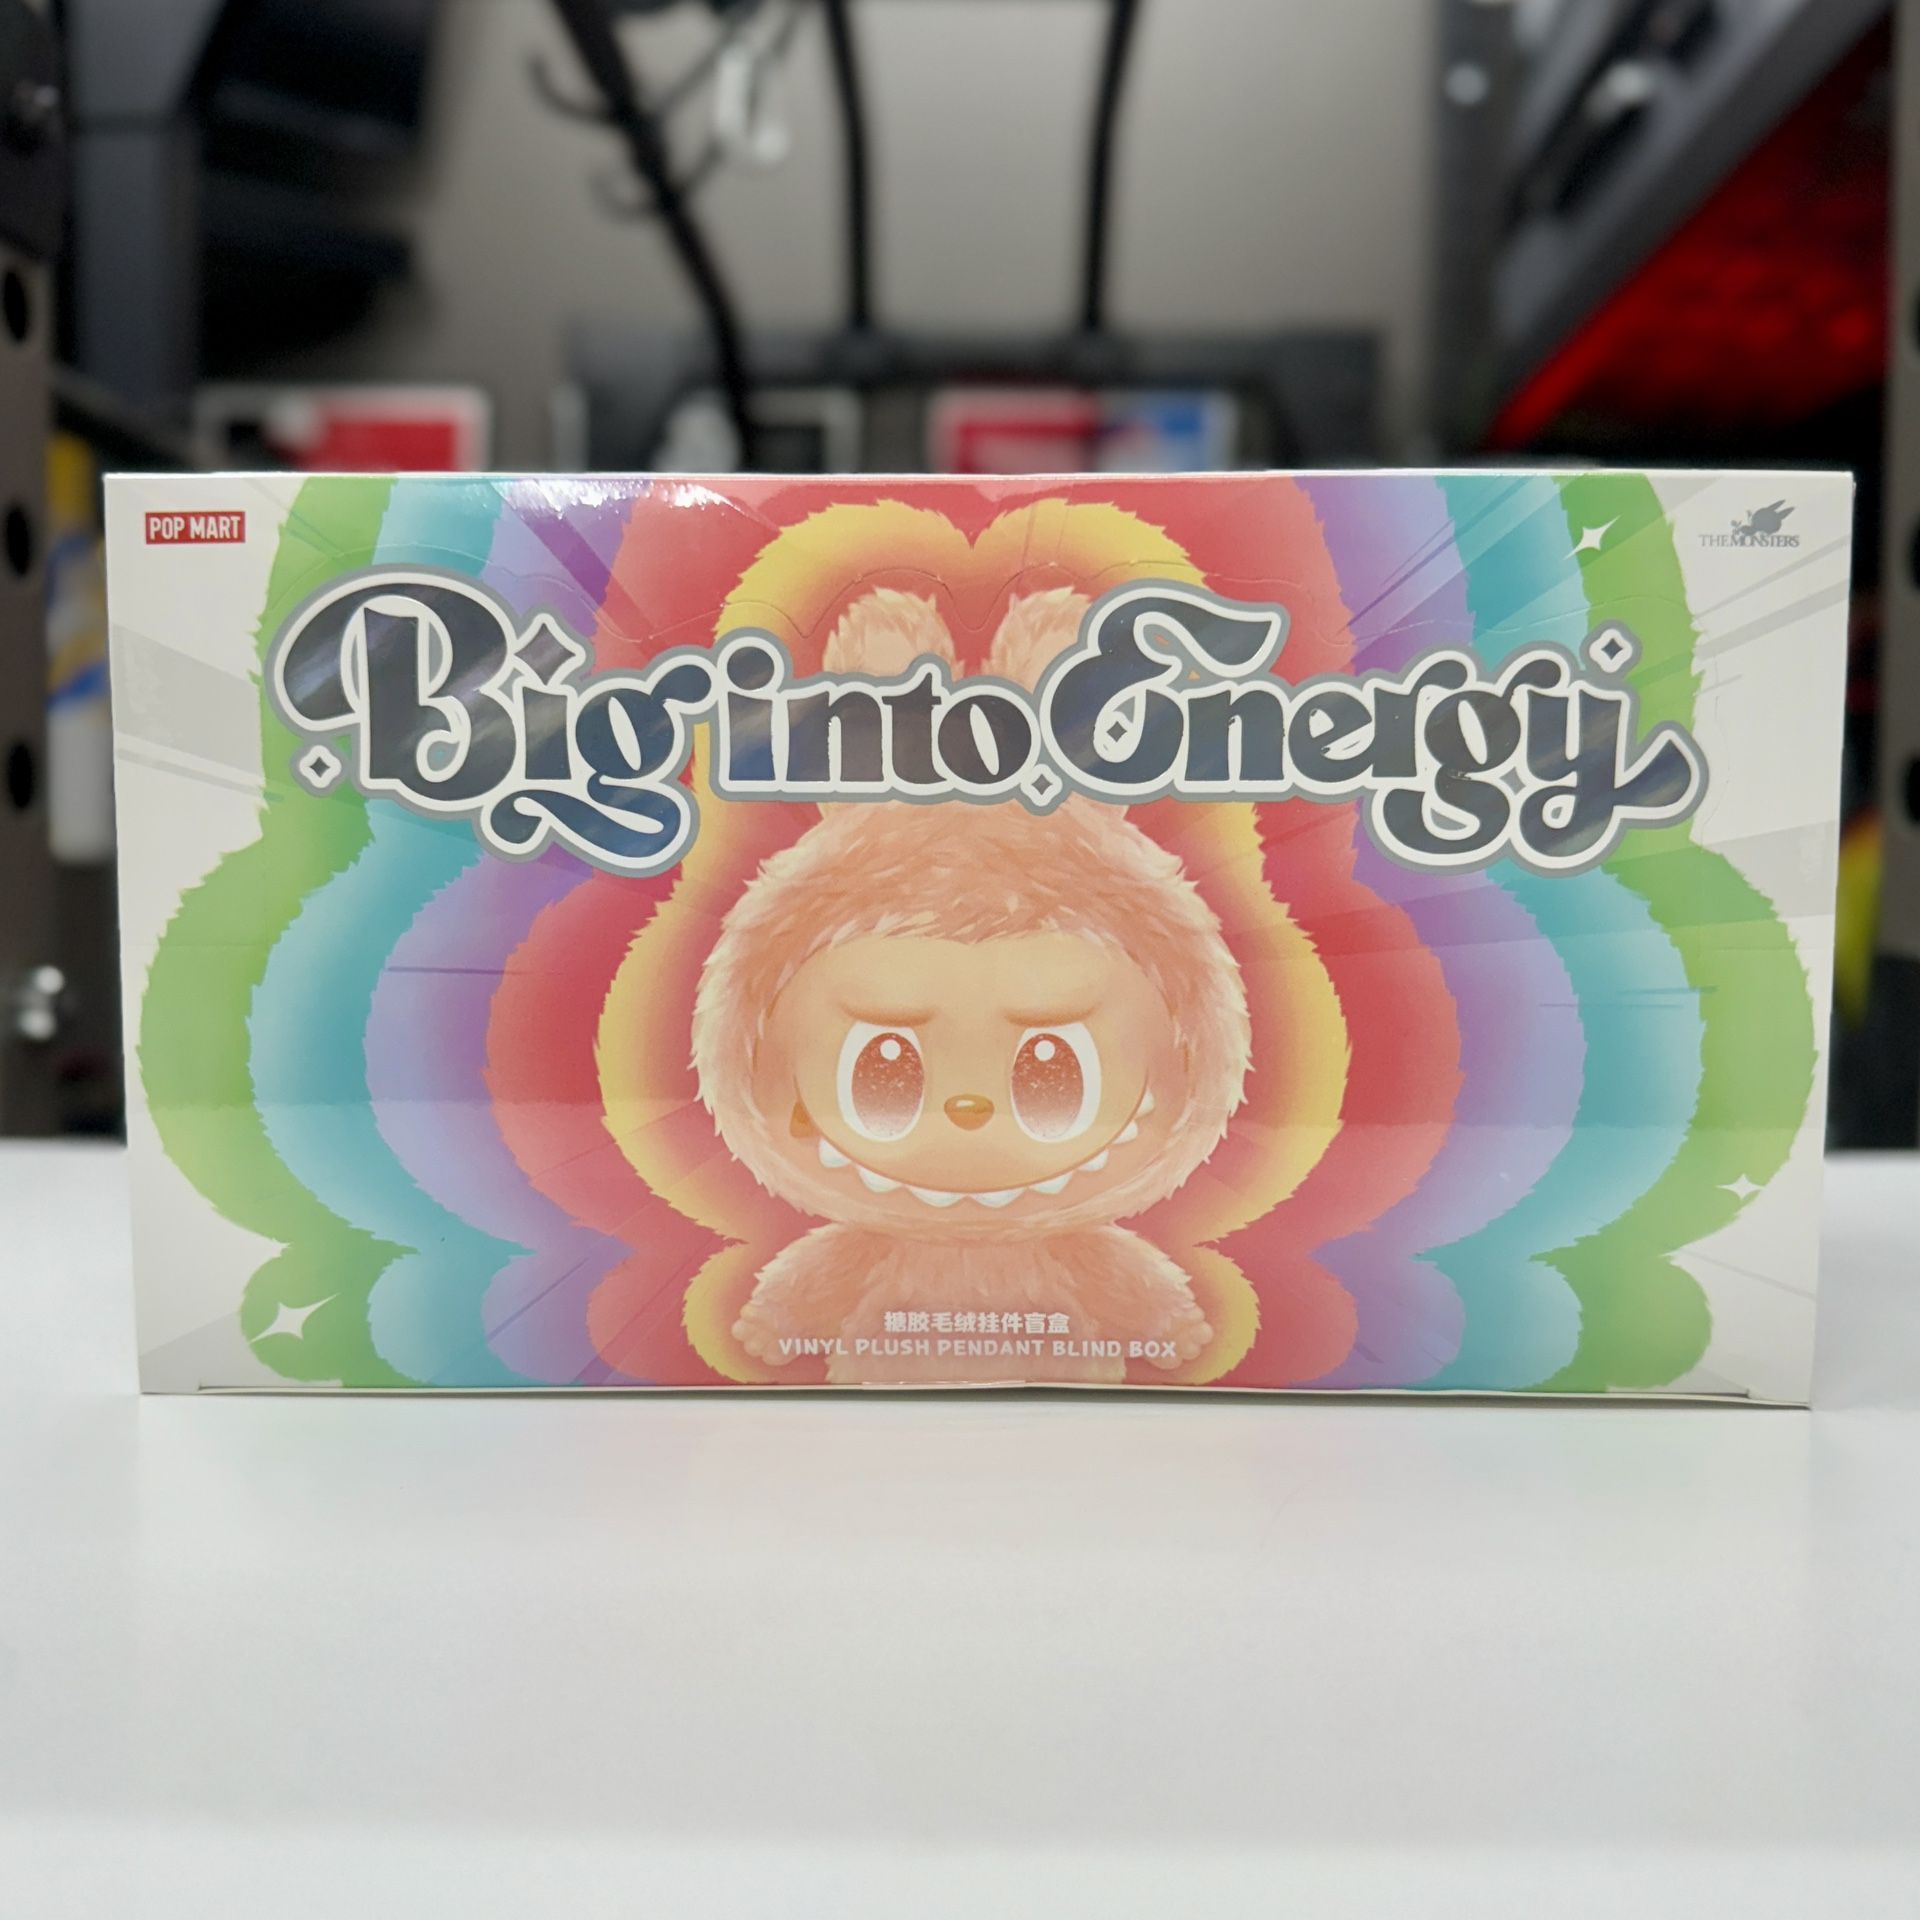 POP MART
THE MONSTERS
Big into Energy
搪胶毛绒挂件盲盒
VINYL PLUSH PENDANT BLIND BOX